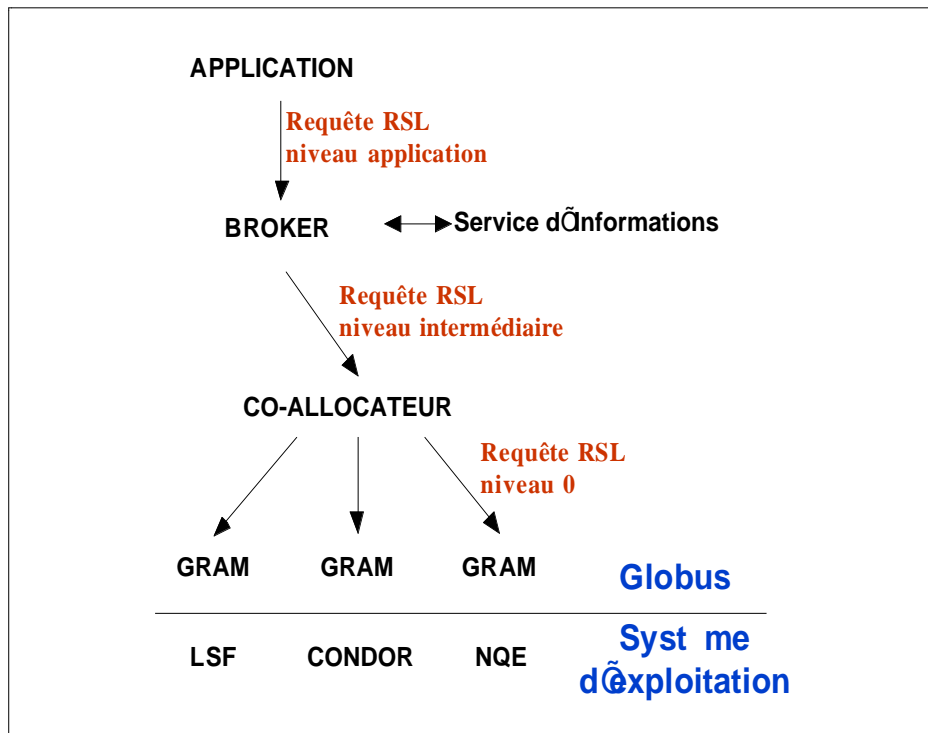 APPLICATION
Requête RSL
niveau application
BROKER
Service dÕinformations
Requête RSL
niveau intermédiaire
CO-ALLOCATEUR
Requête RSL
niveau 0
GRAM GRAM GRAM
Globus
LSF CONDOR NQE
Syst me
dÕexploitation